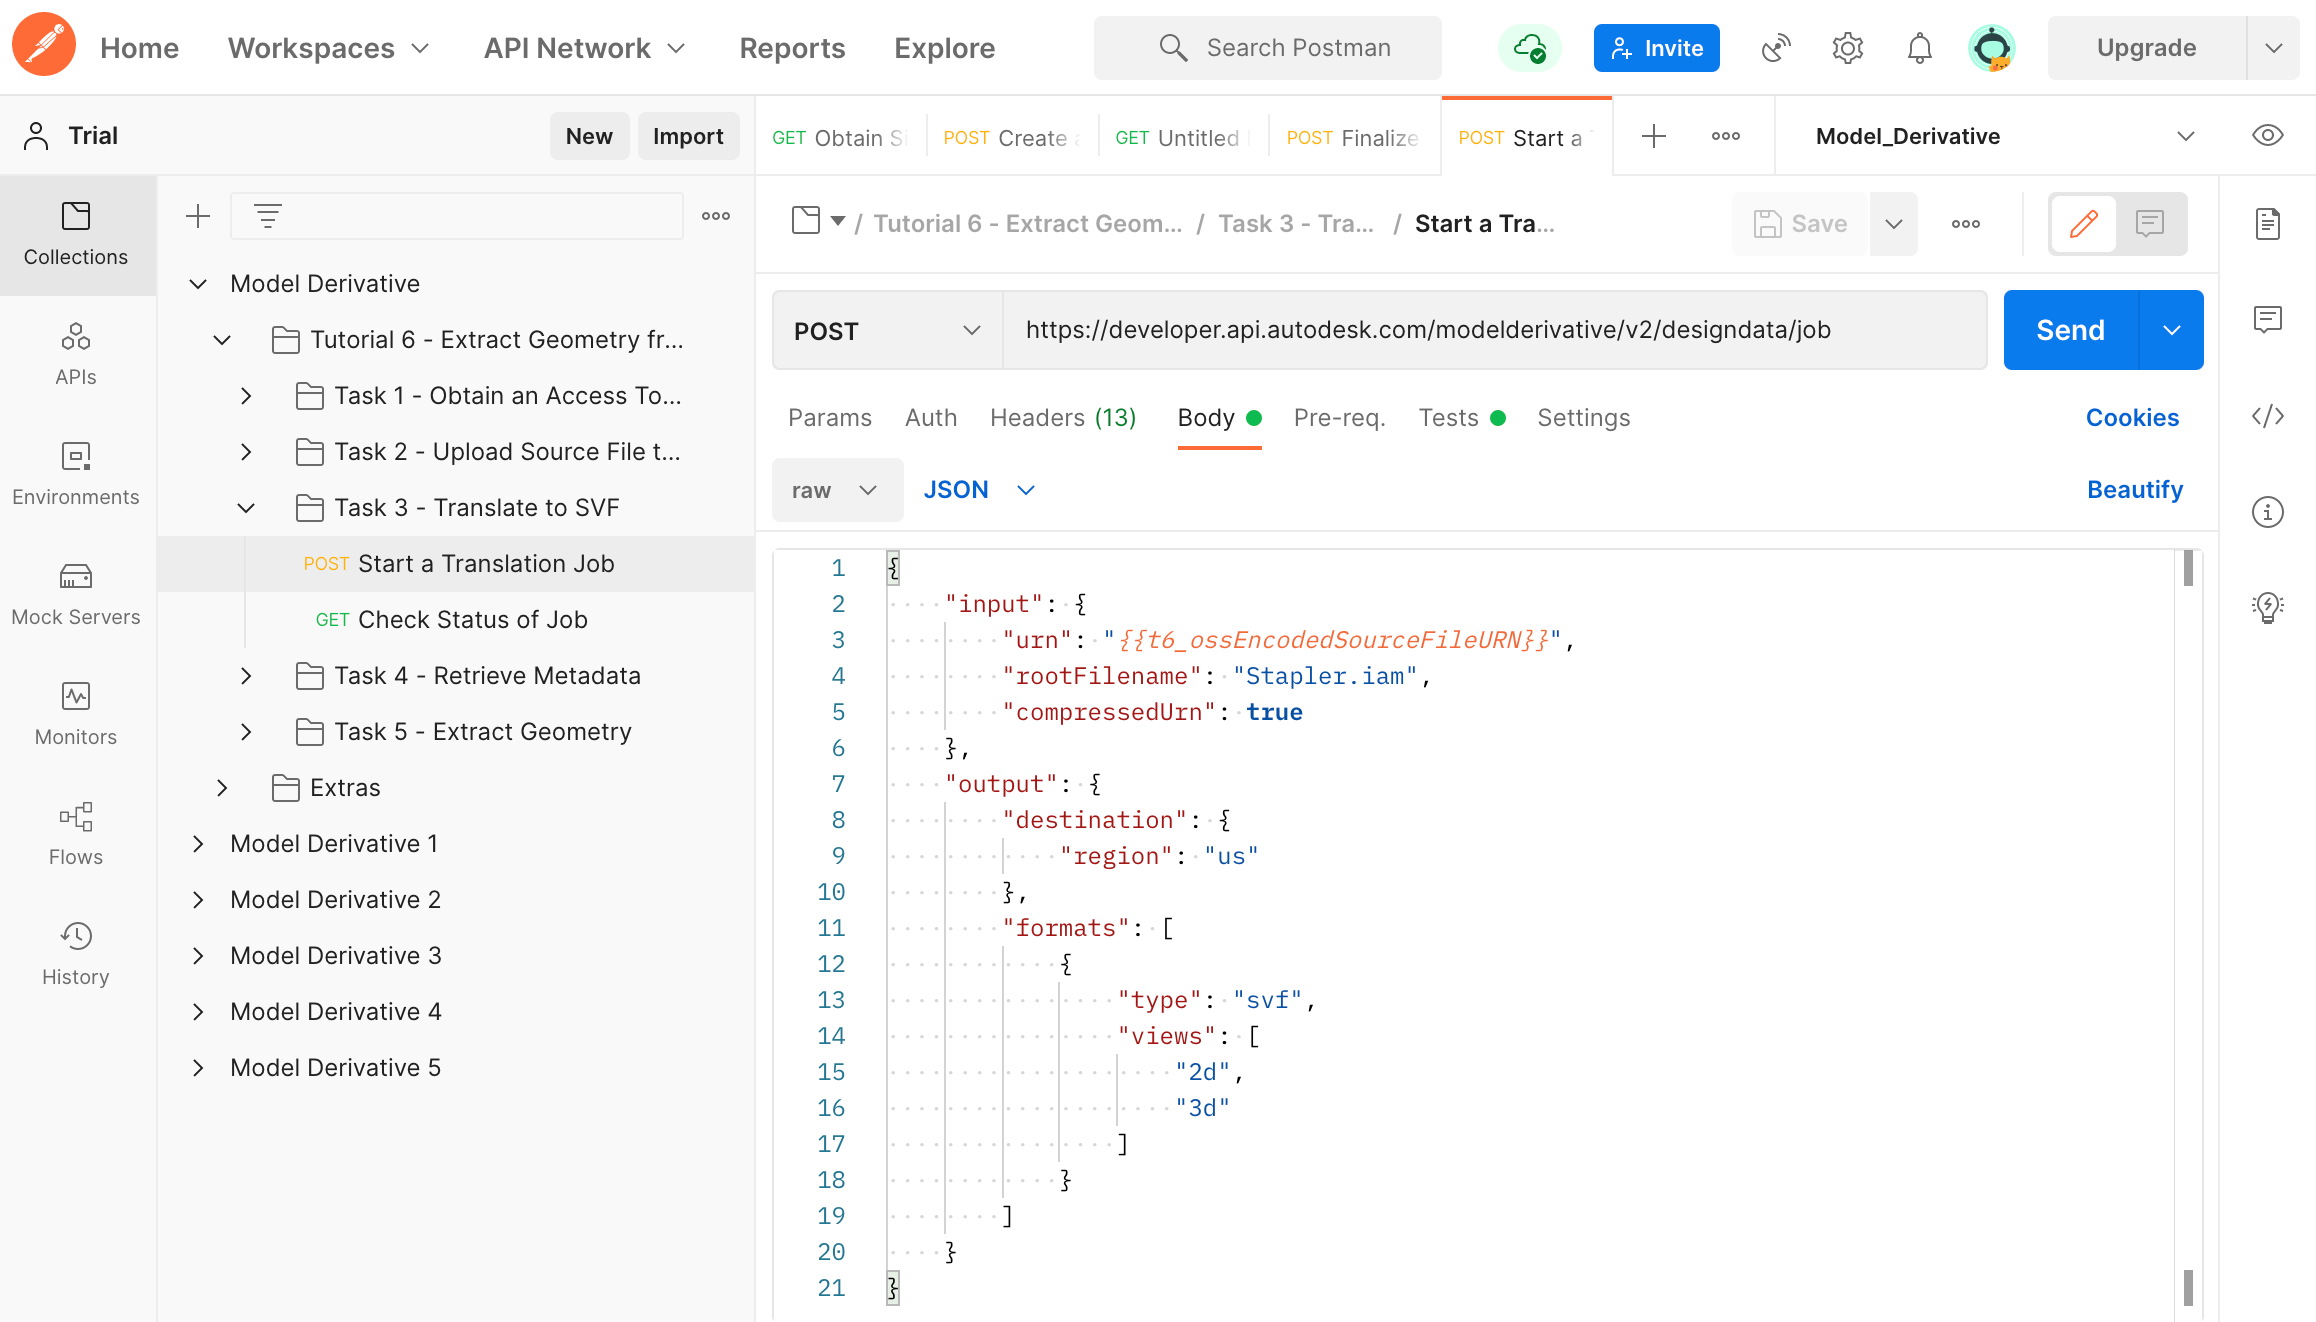 Home Workspaces API Network Reports Explore Search Postman Invite Upgrade
Trial New Import
GET Obtain S POST Create GET Untitled POST Finalize POST Start a Model_Derivative
Collections
APIs
Environments
Mock Servers
Monitors
Flows
History
Model Derivative
Tutorial 6 - Extract Geometry fr...
Task 1 - Obtain an Access To...
Task 2 - Upload Source File t...
Task 3 - Translate to SVF
POST Start a Translation Job
GET Check Status of Job
Task 4 - Retrieve Metadata
Task 5 - Extract Geometry
Extras
Model Derivative 1
Model Derivative 2
Model Derivative 3
Model Derivative 4
Model Derivative 5
/ Tutorial 6 - Extract Geom... / Task 3 - Tra... / Start a Tra... Save
POST https://developer.api.autodesk.com/modelderivative/v2/designdata/job Send
Params Auth Headers (13) Body Pre-req. Tests Settings Cookies
raw JSON Beautify
1 {
2 "input": {
3 "urn": "{{t6_ossEncodedSourceFileURN}}",
4 "rootFilename": "Stapler.iam",
5 "compressedUrn": true
6 },
7 "output": {
8 "destination": {
9 "region": "us"
10 },
11 "formats": [
12 {
13 "type": "svf",
14 "views": [
15 "2d",
16 "3d"
17 ]
18 }
19 ]
20 }
21 }